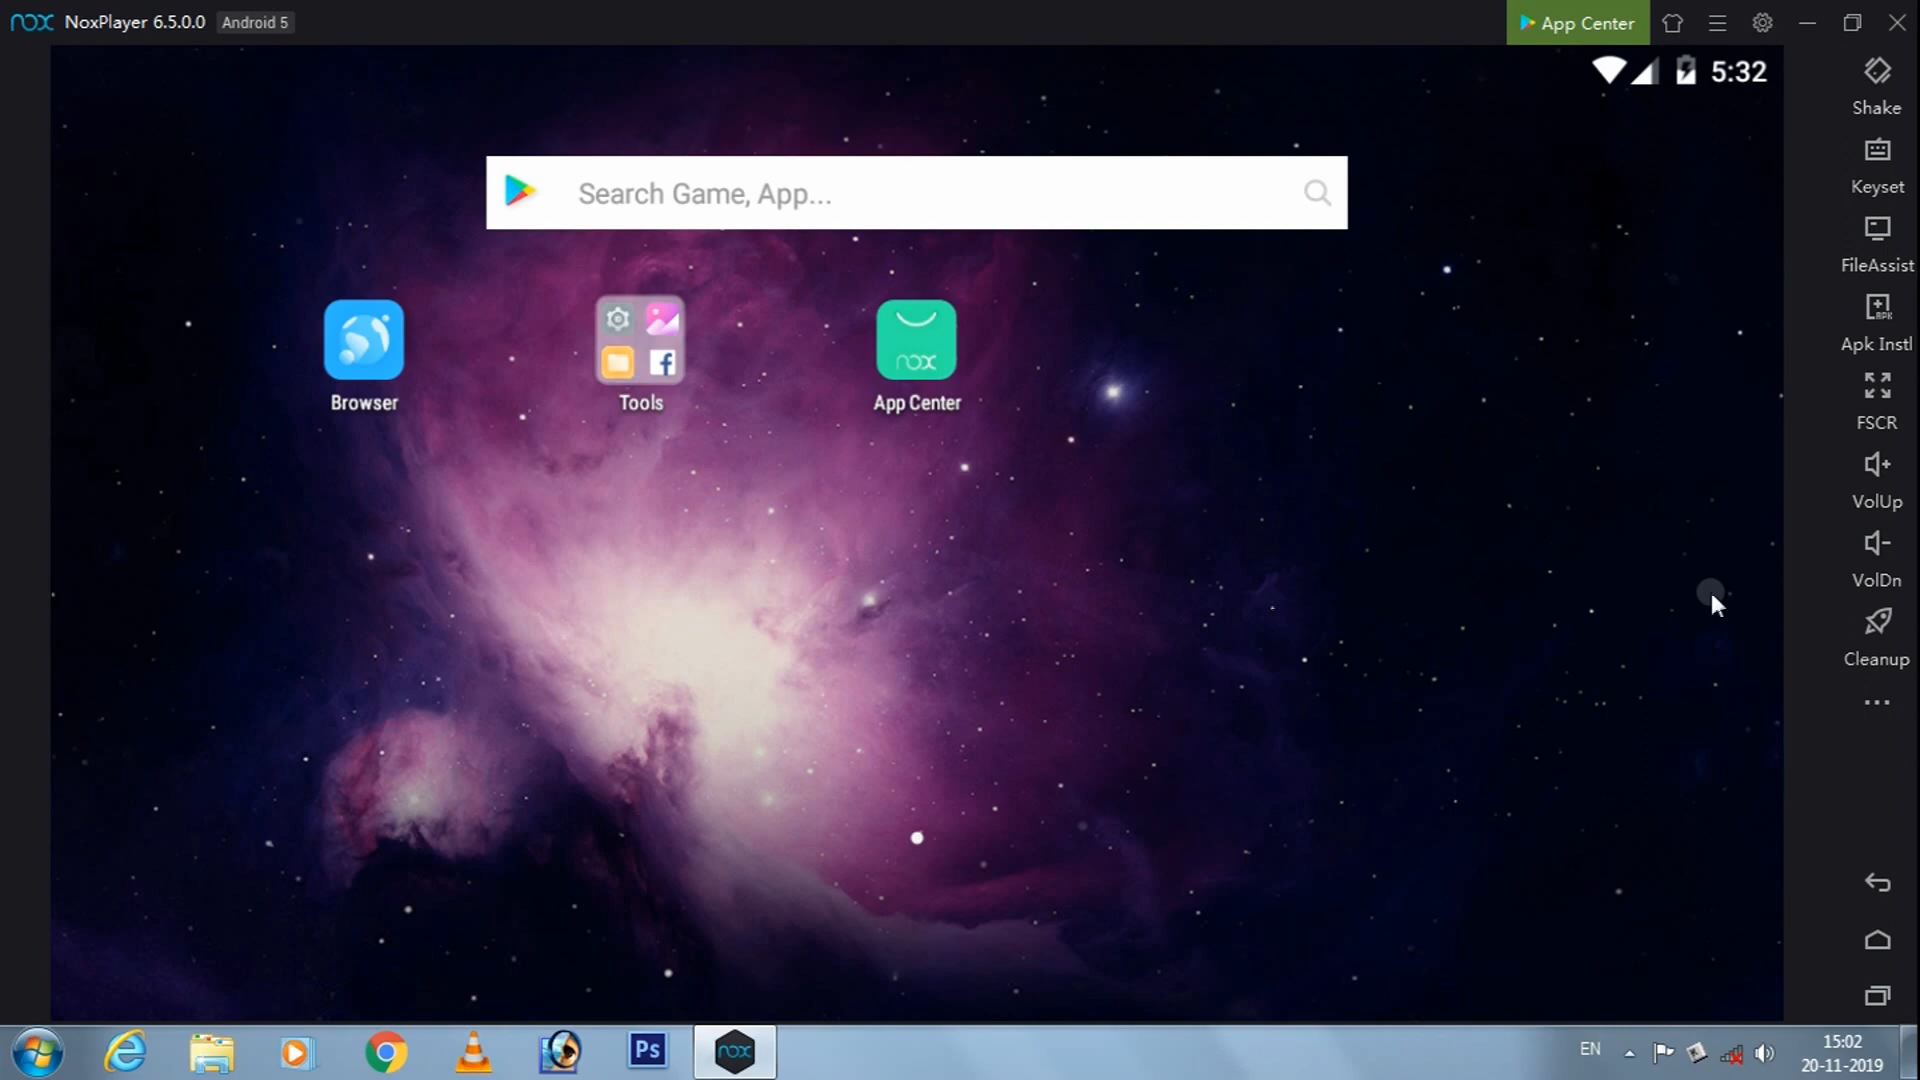 nox NoxPlayer 6.5.0.0 Android 5
App Center
5:32
Shake
Search Game, App...
Keyset
FileAssist
APK
Apk Instl
nox
Browser
Tools
App Center
FSCR
VolUp
VolDn
Cleanup
Ps
nox
EN
15:02
20-11-2019